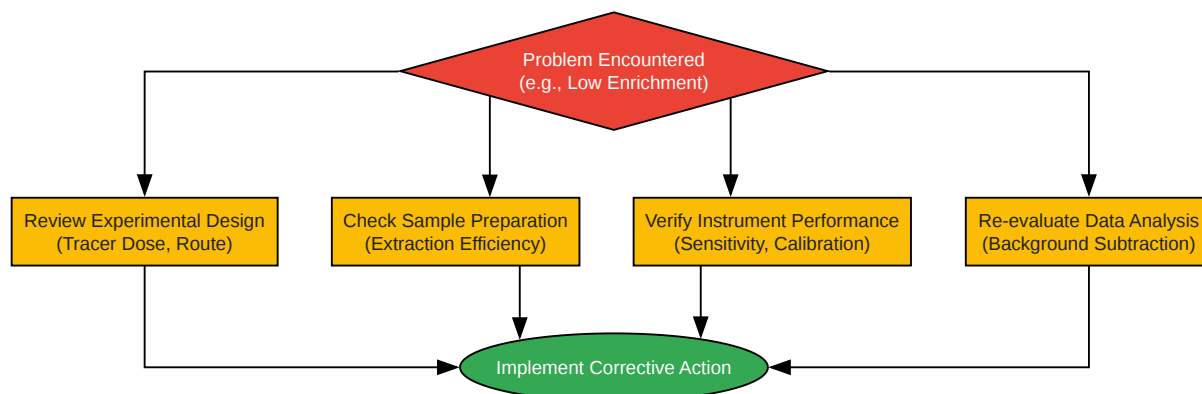 Problem Encountered
(e.g., Low Enrichment)
Review Experimental Design
(Tracer Dose, Route)
Check Sample Preparation
(Extraction Efficiency)
Verify Instrument Performance
(Sensitivity, Calibration)
Re-evaluate Data Analysis
(Background Subtraction)
Implement Corrective Action